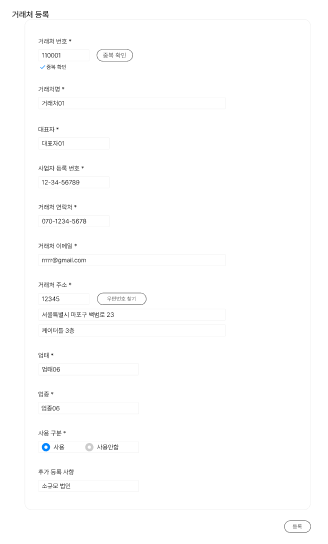 거래처 등록
거래처 번호 *
110001
중복 확인
중복 확인
거래처명 *
거래처01
대표자 *
대표자01
사업자 등록 번호 *
12-34-56789
거래처 연락처 *
070-1234-5678
거래처 이메일 *
rrrrr@gmail.com
거래처 주소 *
12345
우편번호 찾기
서울특별시 마포구 백범로 23
케이터틀 3층
업태 *
업태06
업종 *
업종06
사용 구분 *
사용
사용안함
추가 등록 사항
소규모 법인
등록